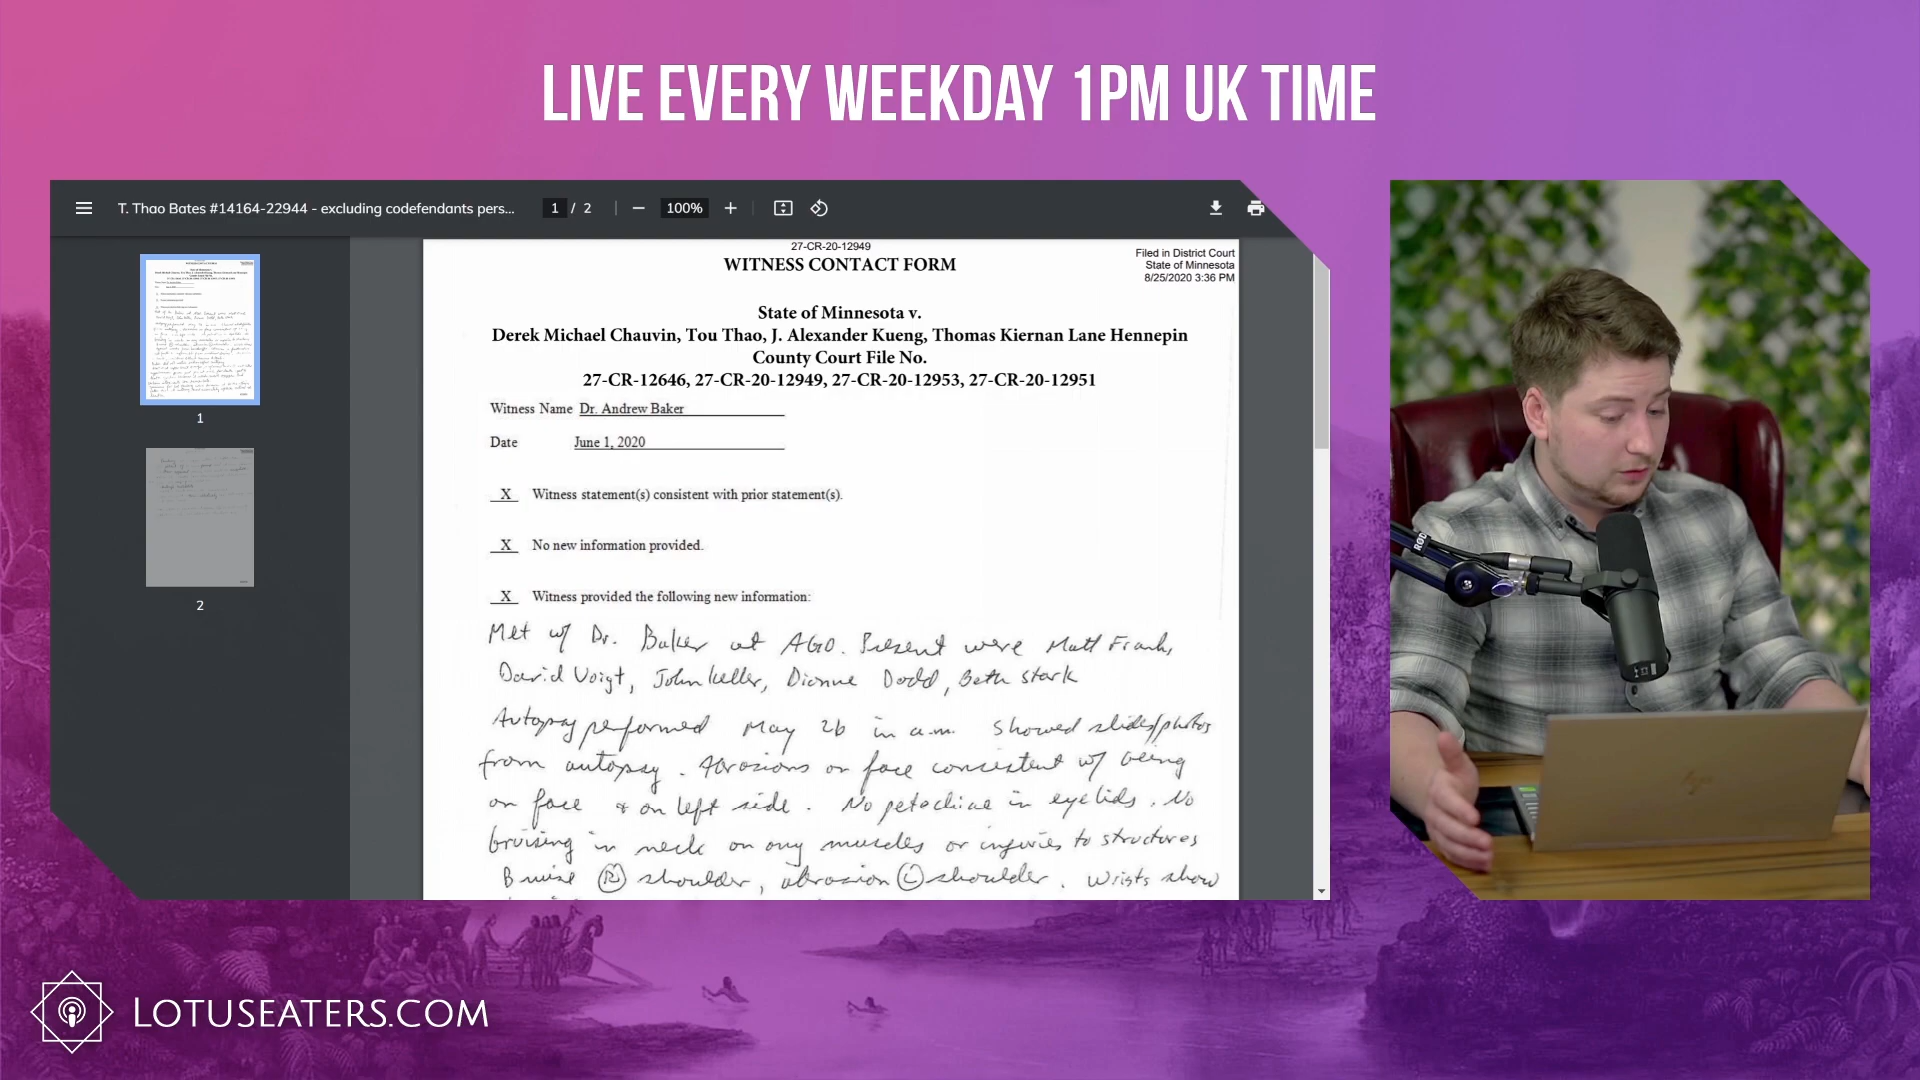 LIVE EVERY WEEKDAY 1PM UK TIME
T. Thao Bates #14164-22944 - excluding codefendants pers...
1 / 2
100%
27-CR-20-12949
WITNESS CONTACT FORM
Filed in District Court
State of Minnesota
8/25/2020 3:36 PM
State of Minnesota v.
Derek Michael Chauvin, Tou Thao, J. Alexander Kueng, Thomas Kiernan Lane Hennepin
County Court File No.
27-CR-12646, 27-CR-20-12949, 27-CR-20-12953, 27-CR-20-12951
Witness Name Dr. Andrew Baker
Date June 1, 2020
X Witness statement(s) consistent with prior statement(s).
X No new information provided.
X Witness provided the following new information:
Met w/ Dr. Baker at AGO. Present were Matt Frank,
David Voigt, John Keller, Dionne Dodd, Beth Stark
Autopsy performed May 26 in a.m. Showed slides/photos
from autopsy. Abrasions on face consistent w/ being
on face & on left side. No petechiae in eyelids. No
bruising in neck on any muscles or injuries to structures
Bruise (R) shoulder, abrasion (L) shoulder. Wrists show
1
2
RØDE
LOTUSEATERS.COM